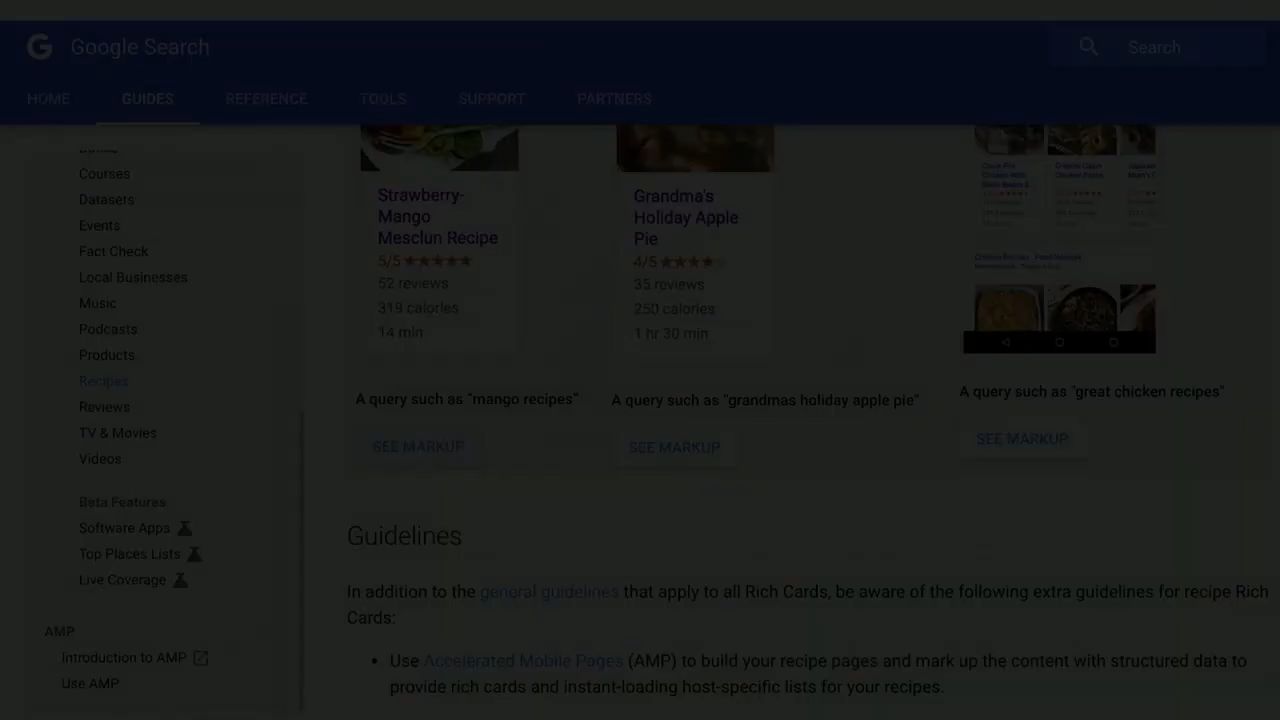 Google Search
Search
HOME
GUIDES
REFERENCE
TOOLS
SUPPORT
PARTNERS
Courses
Datasets
Events
Fact Check
Local Businesses
Music
Podcasts
Products
Recipes
Reviews
TV & Movies
Videos
Beta Features
Software Apps
Top Places Lists
Live Coverage
AMP
Introduction to AMP
Use AMP
Strawberry-
Mango
Mesclun Recipe
5/5
52 reviews
319 calories
14 min
A query such as "mango recipes"
SEE MARKUP
Grandma's
Holiday Apple
Pie
4/5
35 reviews
250 calories
1 hr 30 min
A query such as "grandmas holiday apple pie"
SEE MARKUP
A query such as "great chicken recipes"
SEE MARKUP
Guidelines
In addition to the general guidelines that apply to all Rich Cards, be aware of the following extra guidelines for recipe Rich
Cards:
• Use Accelerated Mobile Pages (AMP) to build your recipe pages and mark up the content with structured data to
provide rich cards and instant-loading host-specific lists for your recipes.